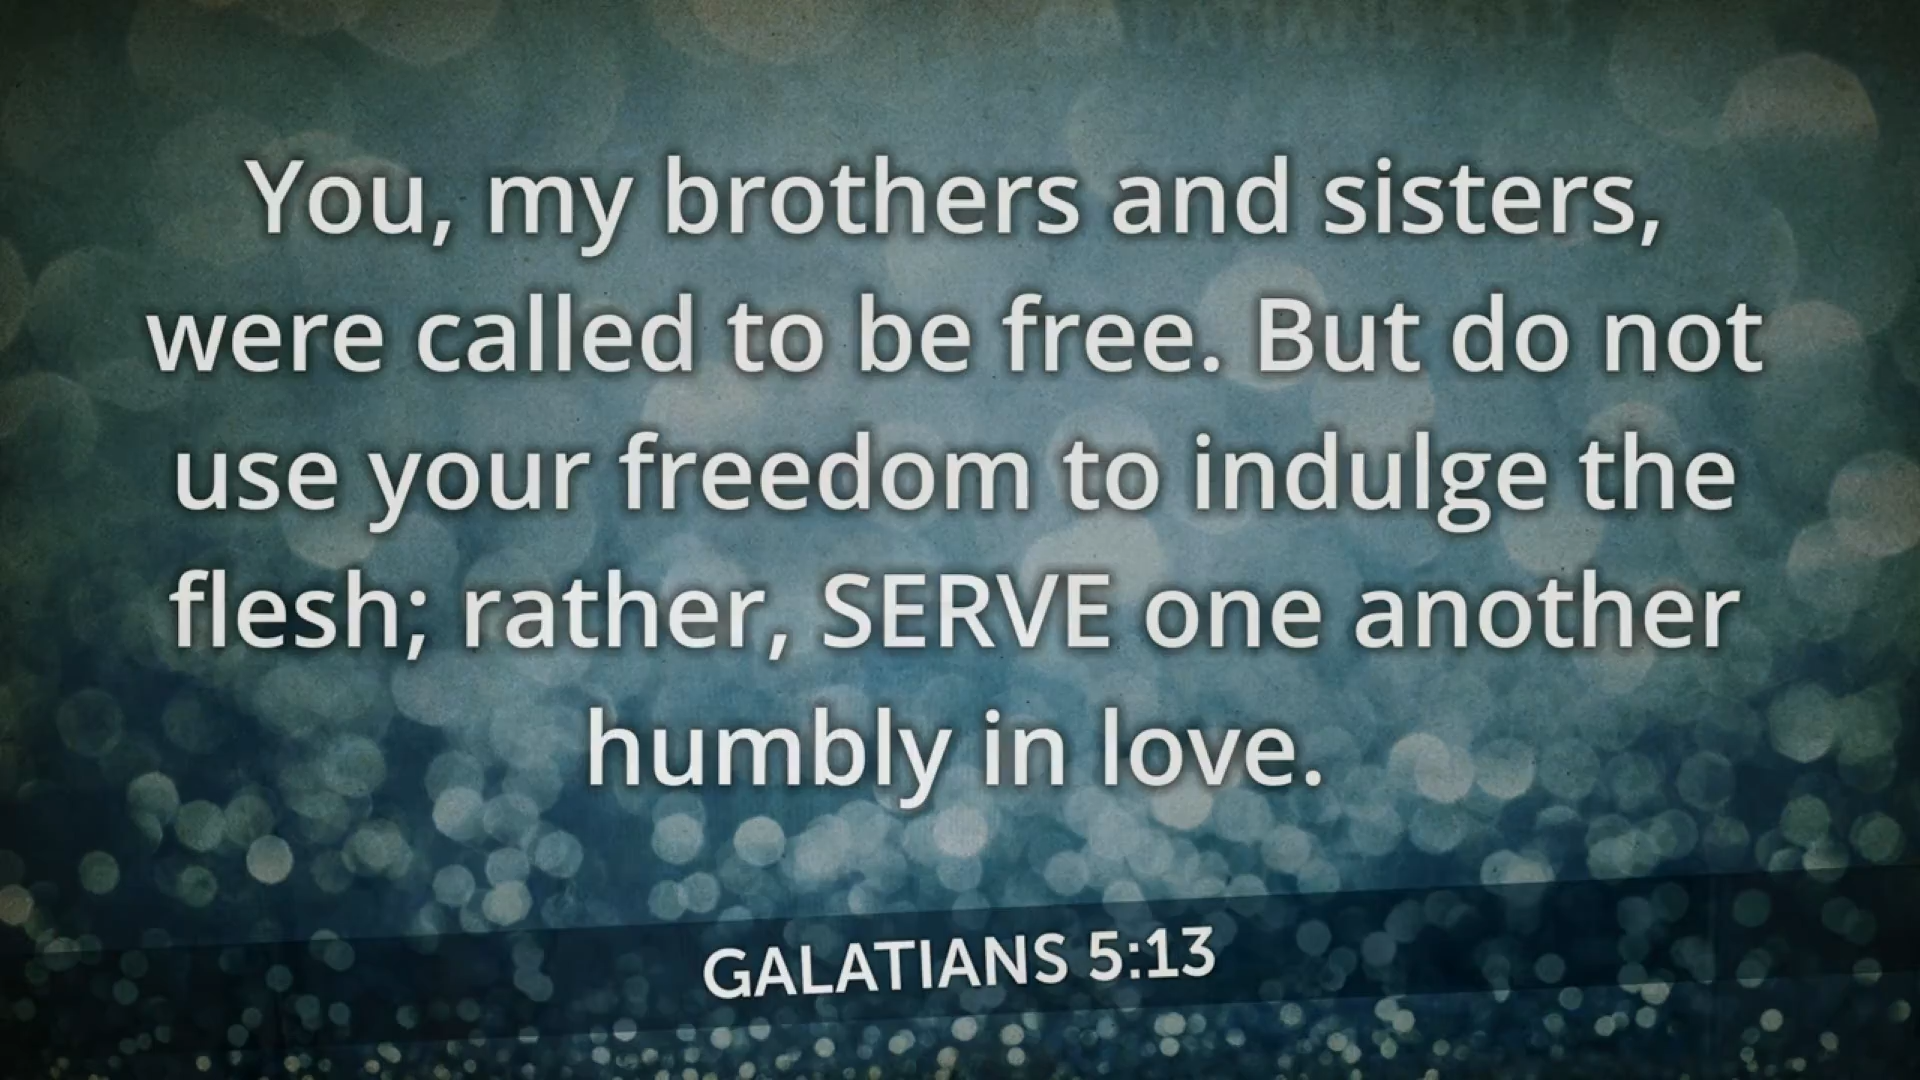 You, my brothers and sisters,
were called to be free. But do not
use your freedom to indulge the
flesh; rather, SERVE one another
humbly in love.
GALATIANS 5:13